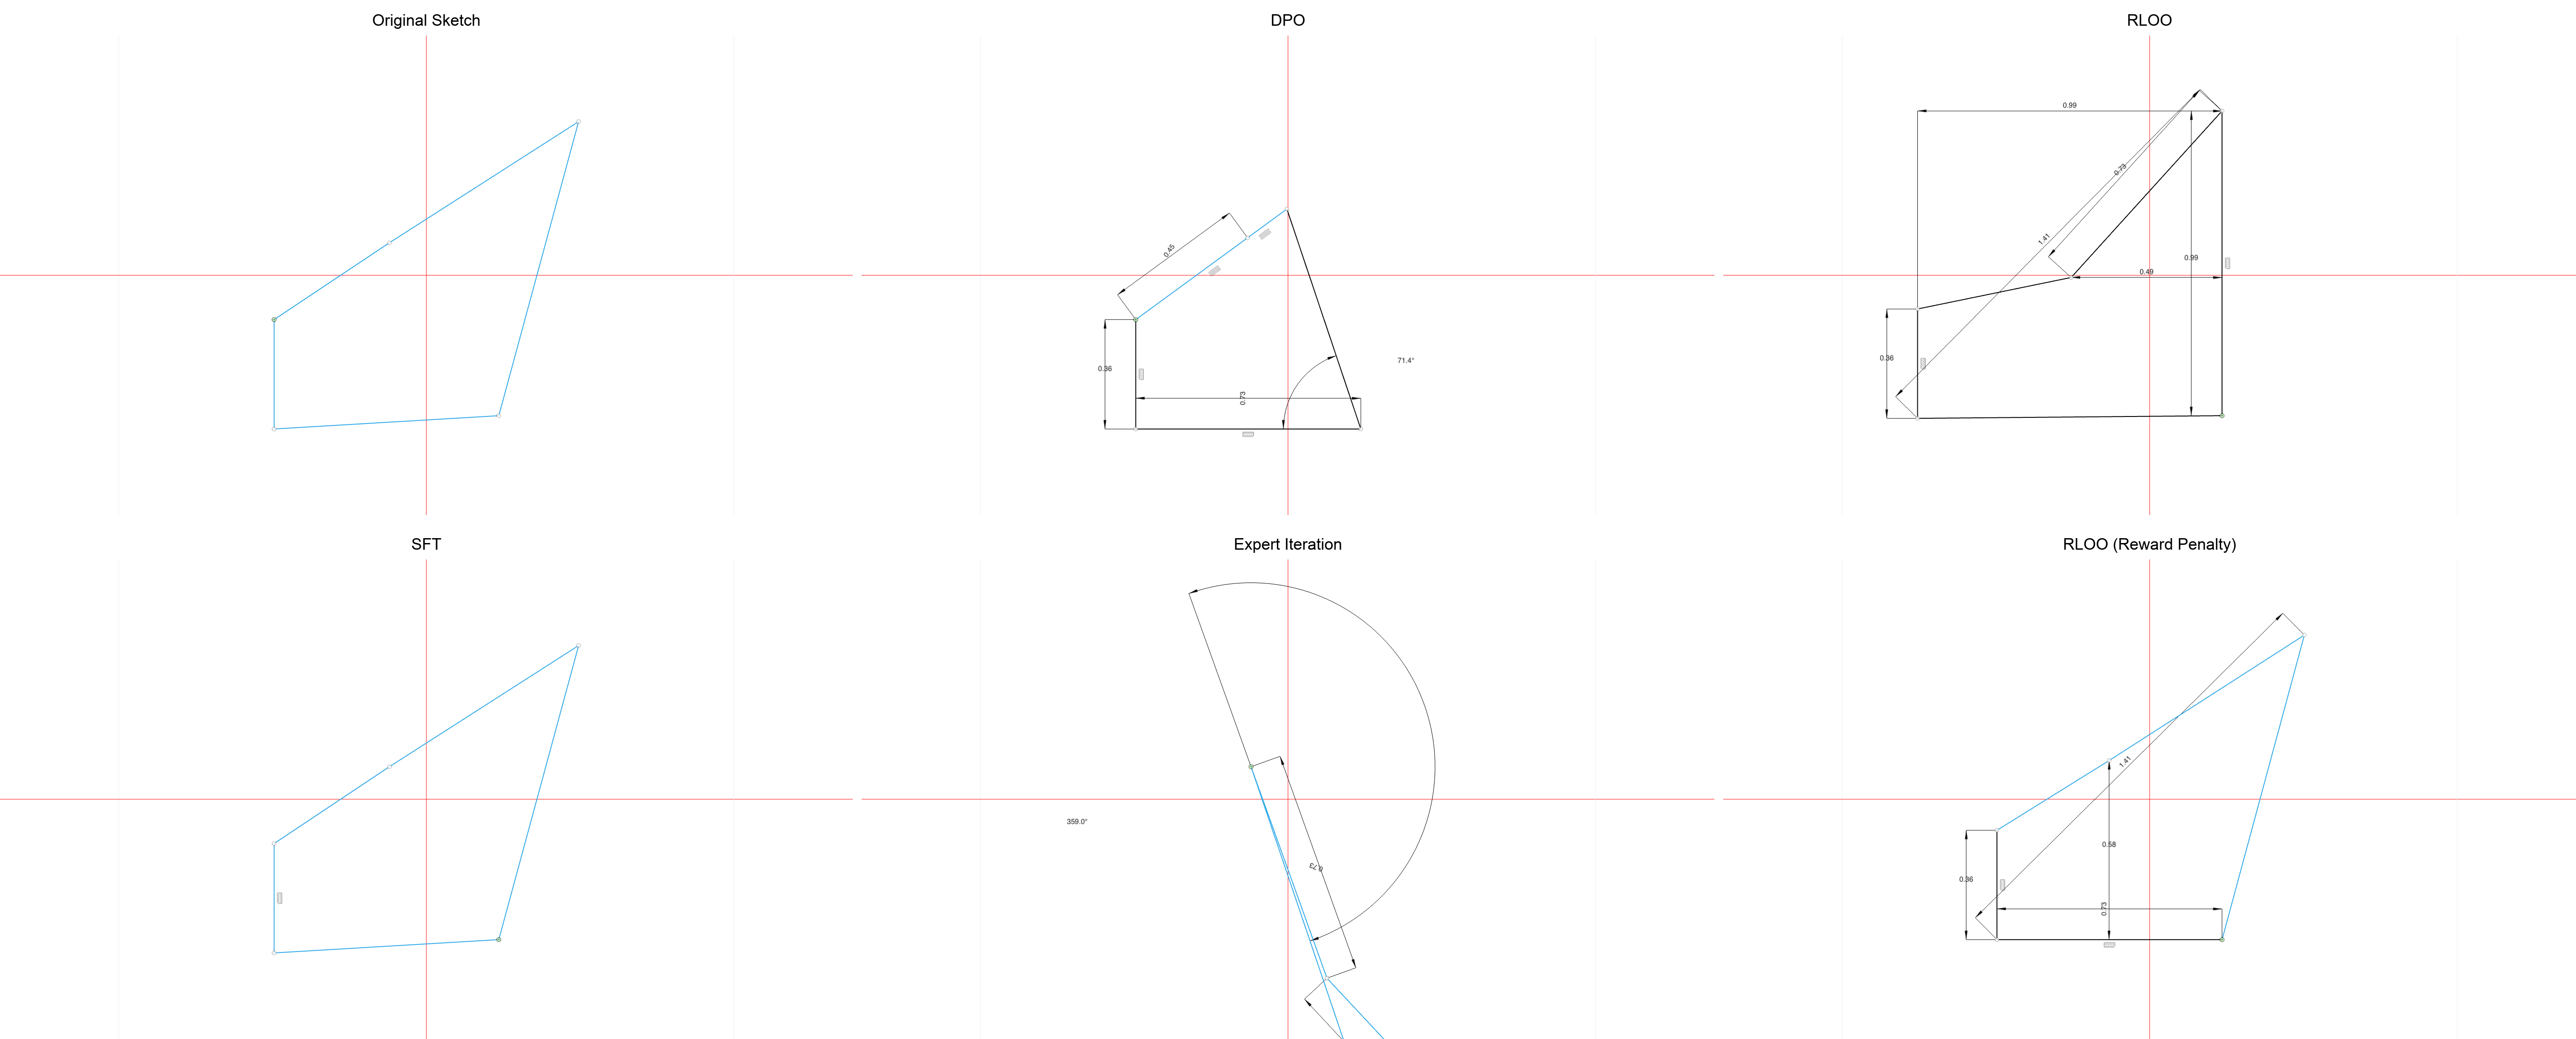 Original Sketch
DPO
RLOO
0.45
0.36
0.73
71.4°
0.99
0.73
1.41
0.99
0.49
0.36
SFT
Expert Iteration
RLOO (Reward Penalty)
359.0°
0.73
1.41
0.58
0.36
0.73